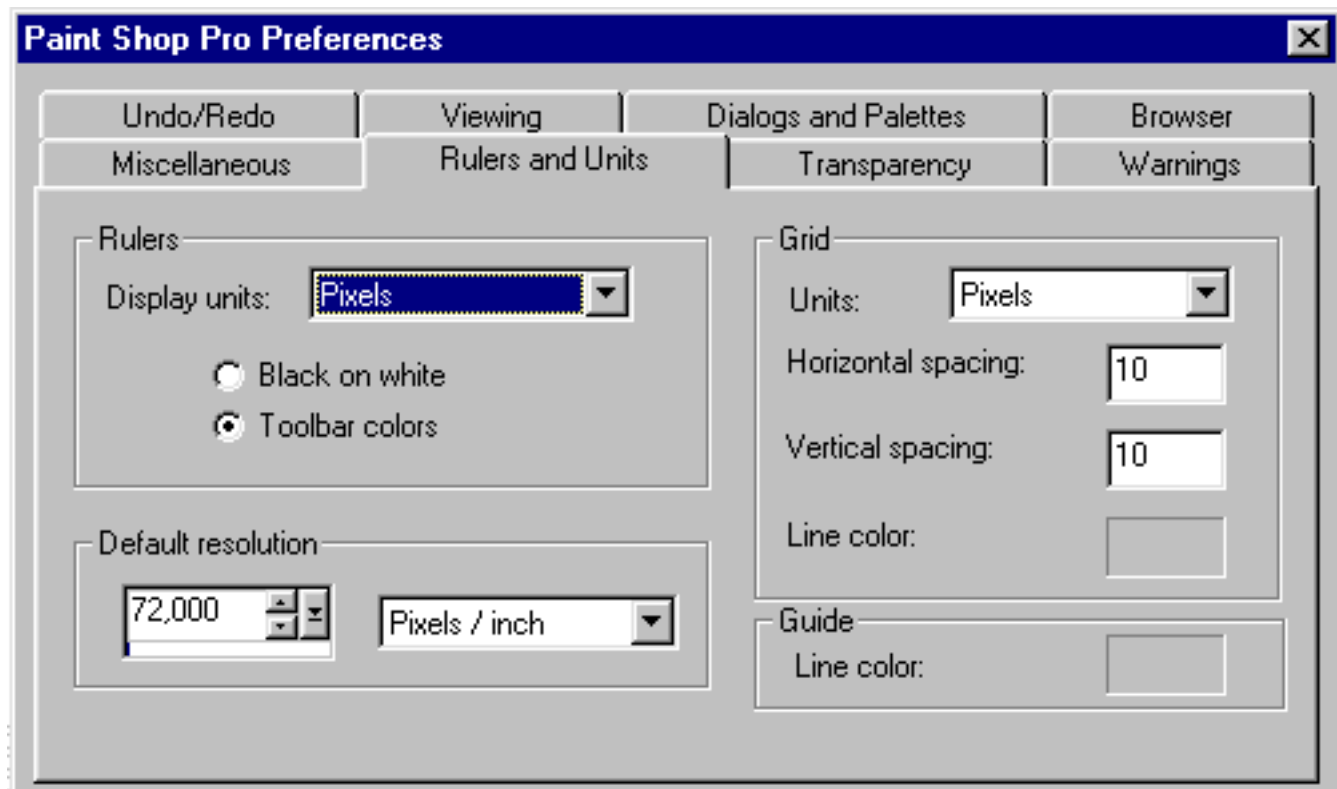 Paint Shop Pro Preferences
Undo/Redo
Viewing
Dialogs and Palettes
Browser
Miscellaneous
Rulers and Units
Transparency
Warnings
Rulers
Display units: Pixels
Black on white
Toolbar colors
Default resolution
72,000 Pixels / inch
Grid
Units: Pixels
Horizontal spacing: 10
Vertical spacing: 10
Line color:
Guide
Line color: